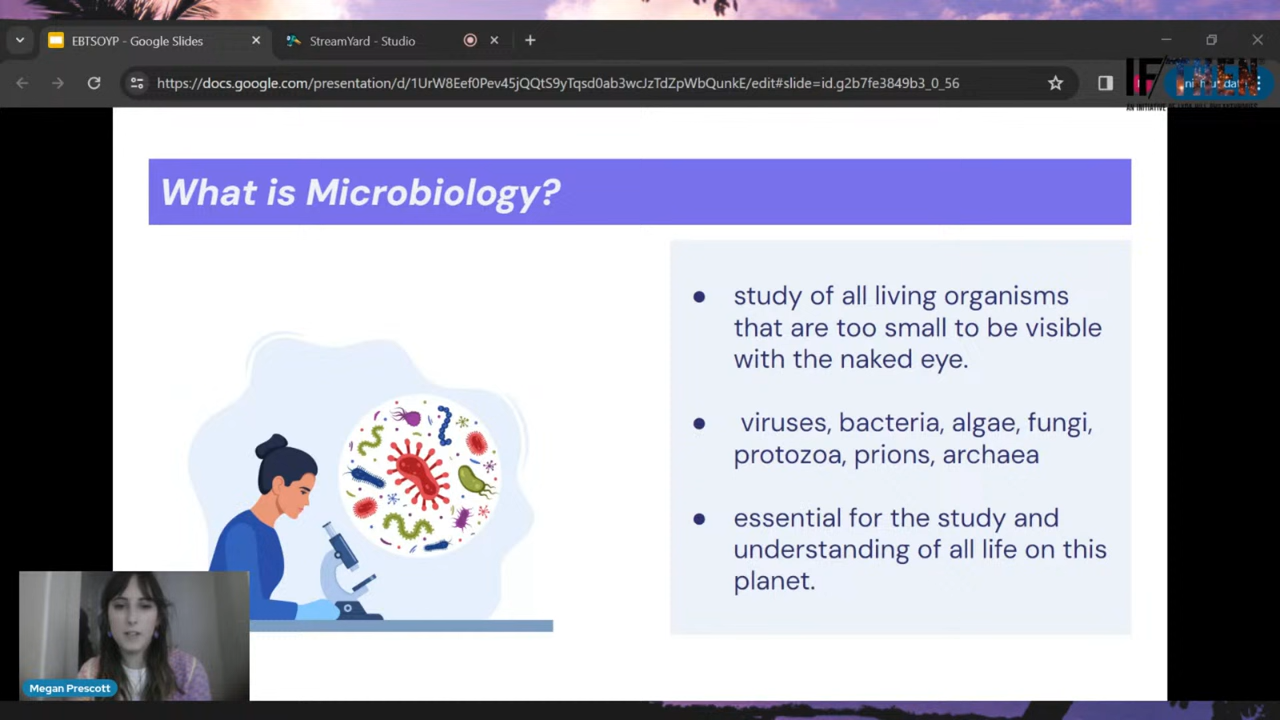 EBTSOYP - Google Slides
StreamYard - Studio
https://docs.google.com/presentation/d/1UrW8Eef0Pev45jQQtS9yTqsd0ab3wcJzTdZpWbQunkE/edit#slide=id.g2b7fe3849b3_0_56
IF/THEN
What is Microbiology?
● study of all living organisms
that are too small to be visible
with the naked eye.
● viruses, bacteria, algae, fungi,
protozoa, prions, archaea
● essential for the study and
understanding of all life on this
planet.
Megan Prescott